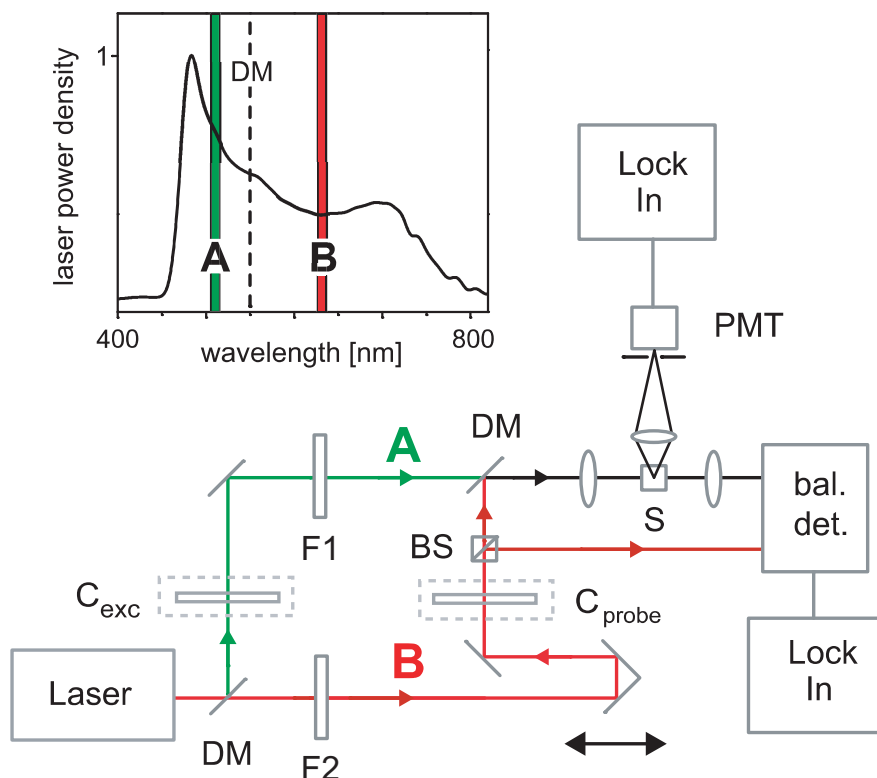 1
laser power density
DM
A
B
400
800
wavelength [nm]
Lock
In
PMT
A
DM
F1
BS
S
bal.
det.
C exc
C probe
B
Laser
DM
F2
Lock
In